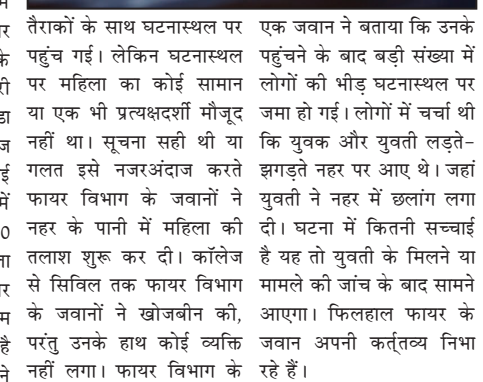 तैराकों के साथ घटनास्थल पर
पहुंच गई। लेकिन घटनास्थल
पर महिला का कोई सामान
या एक भी प्रत्यक्षदर्शी मौजूद
नहीं था। सूचना सही थी या
गलत इसे नजरअंदाज करते
फायर विभाग के जवानों ने
नहर के पानी में महिला की
तलाश शुरू कर दी। कॉलेज
से सिविल तक फायर विभाग
के जवानों ने खोजबीन की,
परंतु उनके हाथ कोई व्यक्ति
नहीं लगा। फायर विभाग के
एक जवान ने बताया कि उनके
पहुंचने के बाद बड़ी संख्या में
लोगों की भीड़ घटनास्थल पर
जमा हो गई। लोगों में चर्चा थी
कि युवक और युवती लड़ते-
झगड़ते नहर पर आए थे। जहां
युवती ने नहर में छलांग लगा
दी। घटना में कितनी सच्चाई
है यह तो युवती के मिलने या
मामले की जांच के बाद सामने
आएगा। फिलहाल फायर के
जवान अपनी कर्त्तव्य निभा
रहे हैं।